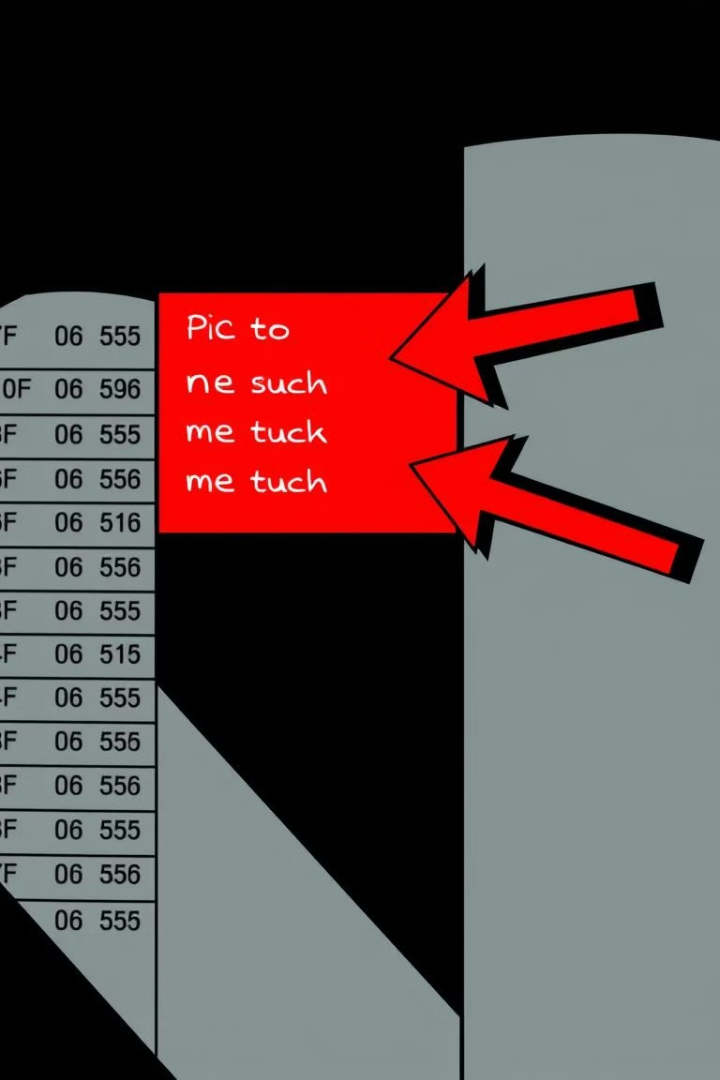 F 06 555
0F 06 596
F 06 555
F 06 556
F 06 516
F 06 556
F 06 555
F 06 515
F 06 555
F 06 556
F 06 556
F 06 555
F 06 556
06 555
Pic to
ne such
me tuck
me tuch